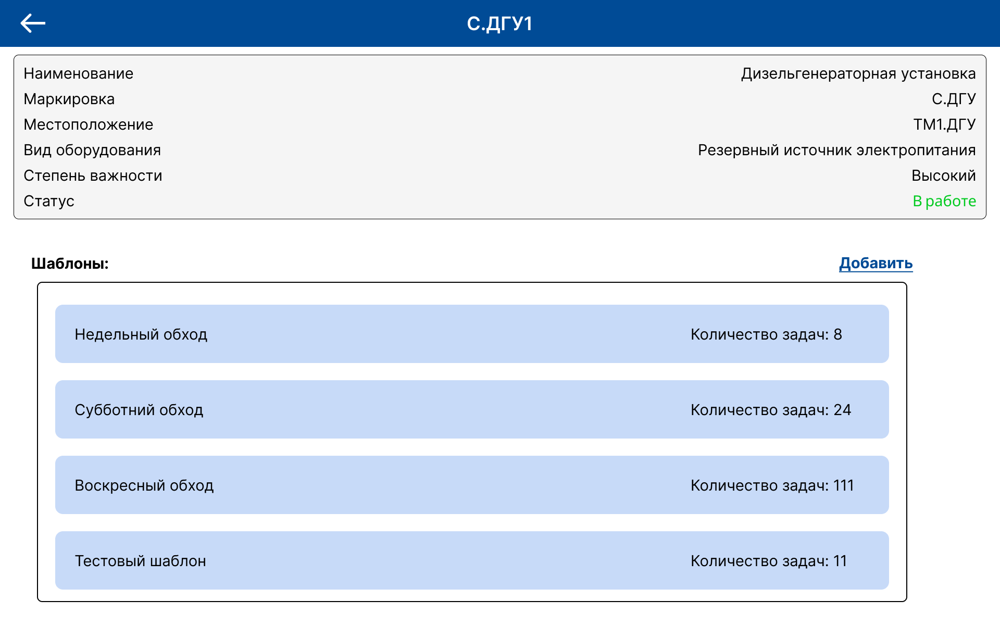 С.ДГУ1
Наименование Дизельгенераторная установка
Маркировка С.ДГУ
Местоположение ТМ1.ДГУ
Вид оборудования Резервный источник электропитания
Степень важности Высокий
Статус В работе
Шаблоны: Добавить
Недельный обход Количество задач: 8
Субботний обход Количество задач: 24
Воскресный обход Количество задач: 111
Тестовый шаблон Количество задач: 11